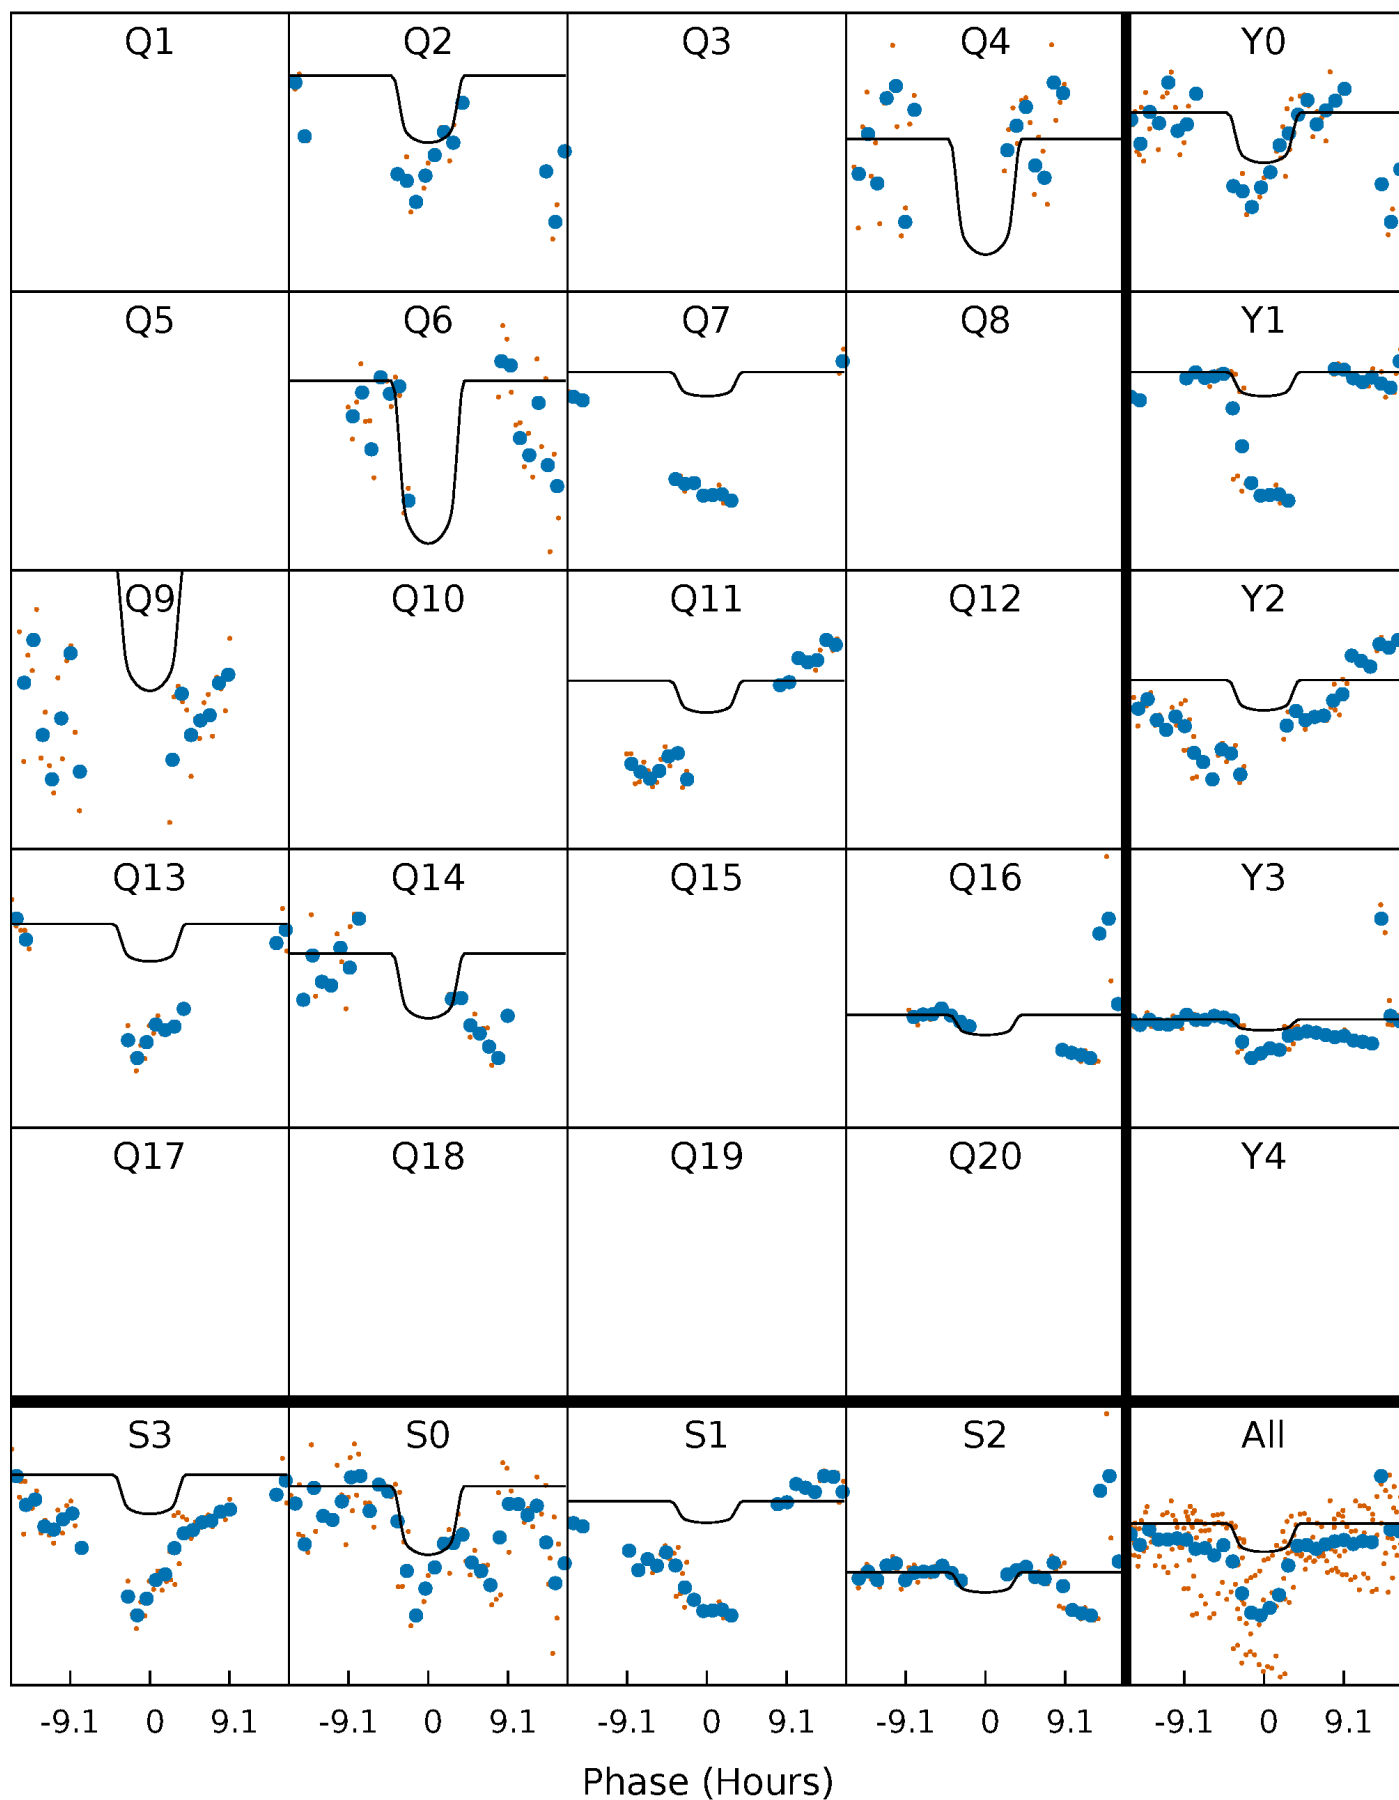 Q1 Q2 Q3 Q4 Y0
Q5 Q6 Q7 Q8 Y1
Q9 Q10 Q11 Q12 Y2
Q13 Q14 Q15 Q16 Y3
Q17 Q18 Q19 Q20 Y4
S3 S0 S1 S2 All
-9.1 0 9.1 -9.1 0 9.1 -9.1 0 9.1 -9.1 0 9.1 -9.1 0 9.1
Phase (Hours)